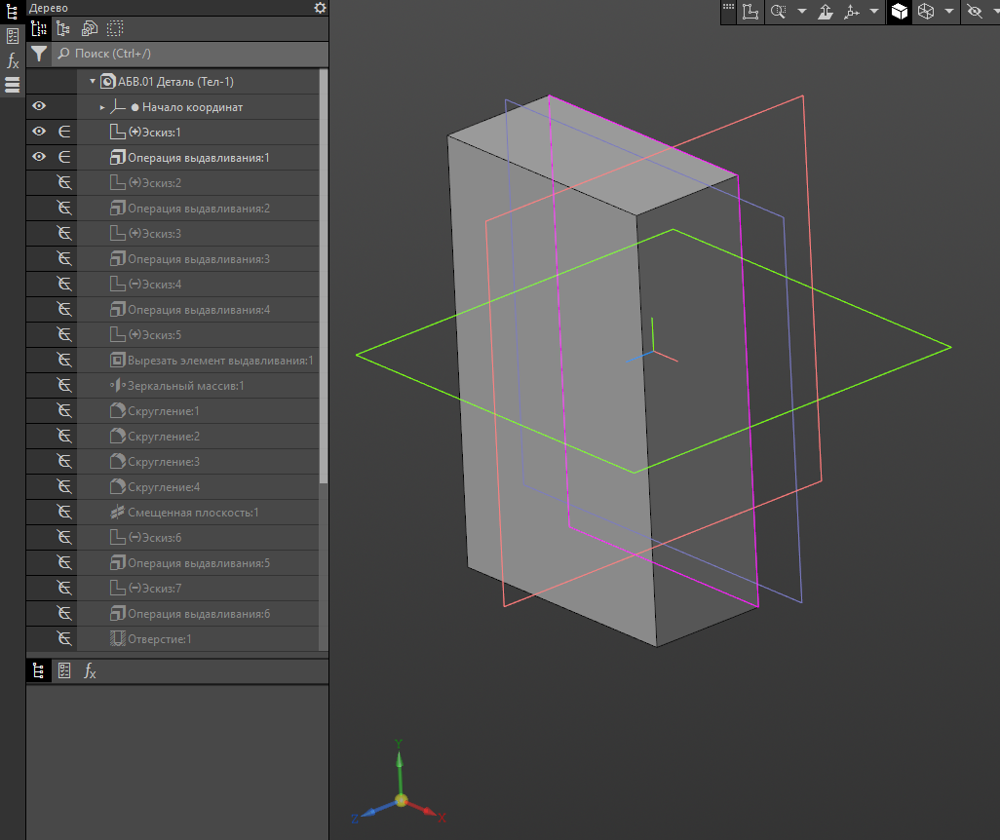 Дерево
Поиск (Ctrl+/)
АБВ.01 Деталь (Тел-1)
Начало координат
(+)Эскиз:1
Операция выдавливания:1
(+)Эскиз:2
Операция выдавливания:2
(+)Эскиз:3
Операция выдавливания:3
(-)Эскиз:4
Операция выдавливания:4
(+)Эскиз:5
Вырезать элемент выдавливания:1
Зеркальный массив:1
Скругление:1
Скругление:2
Скругление:3
Скругление:4
Смещенная плоскость:1
(-)Эскиз:6
Операция выдавливания:5
(-)Эскиз:7
Операция выдавливания:6
Отверстие:1
fx
Y
Z
X